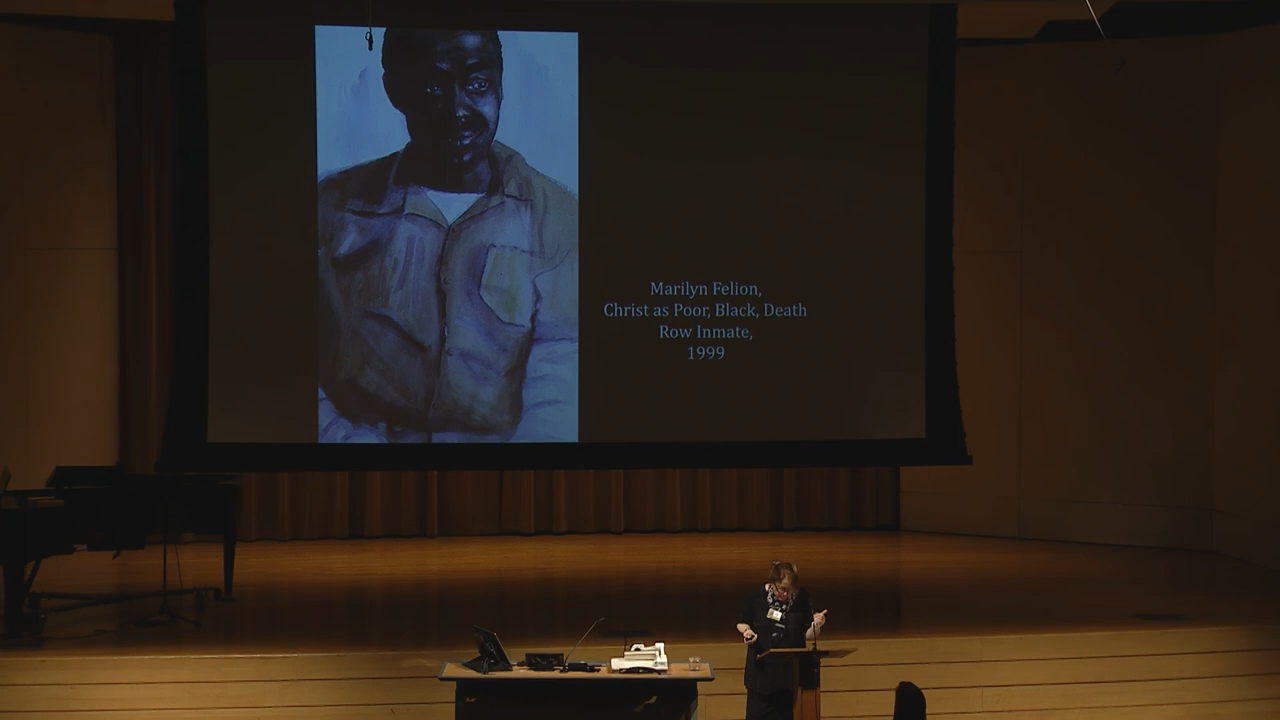 Marilyn Felion,
Christ as Poor, Black, Death
Row Inmate,
1999